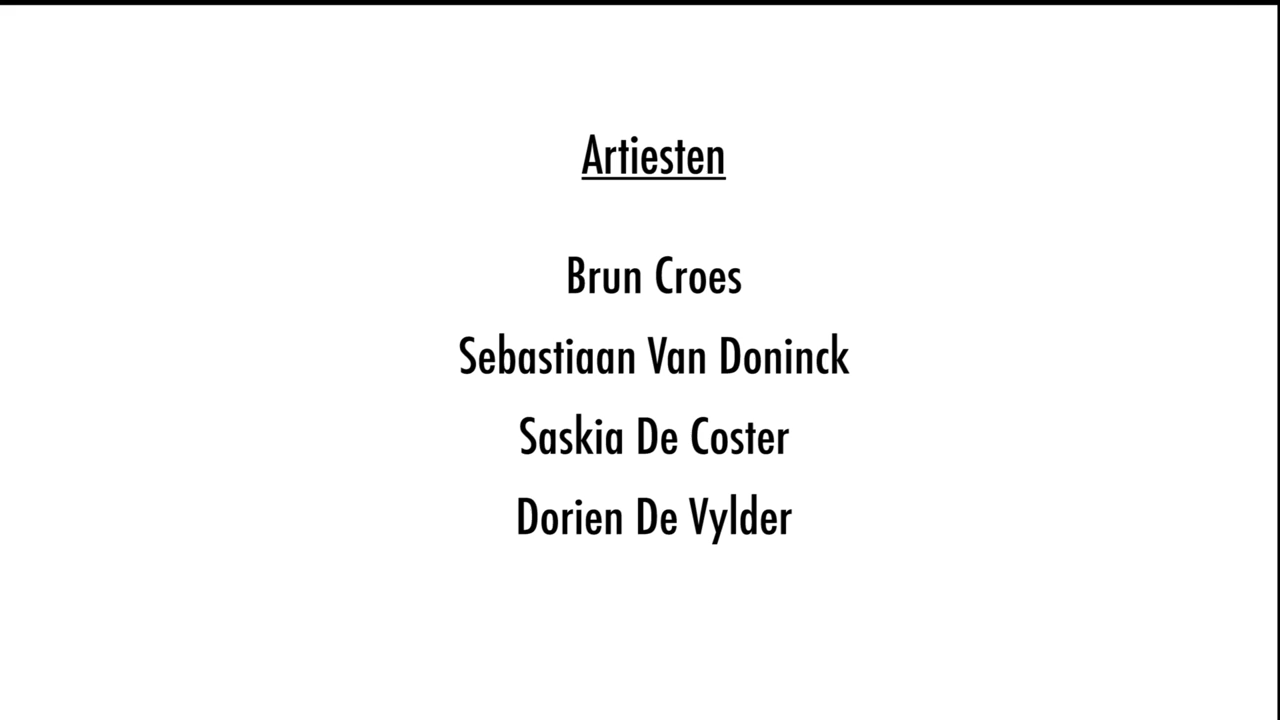 Artiesten
Brun Croes
Sebastiaan Van Doninck
Saskia De Coster
Dorien De Vylder